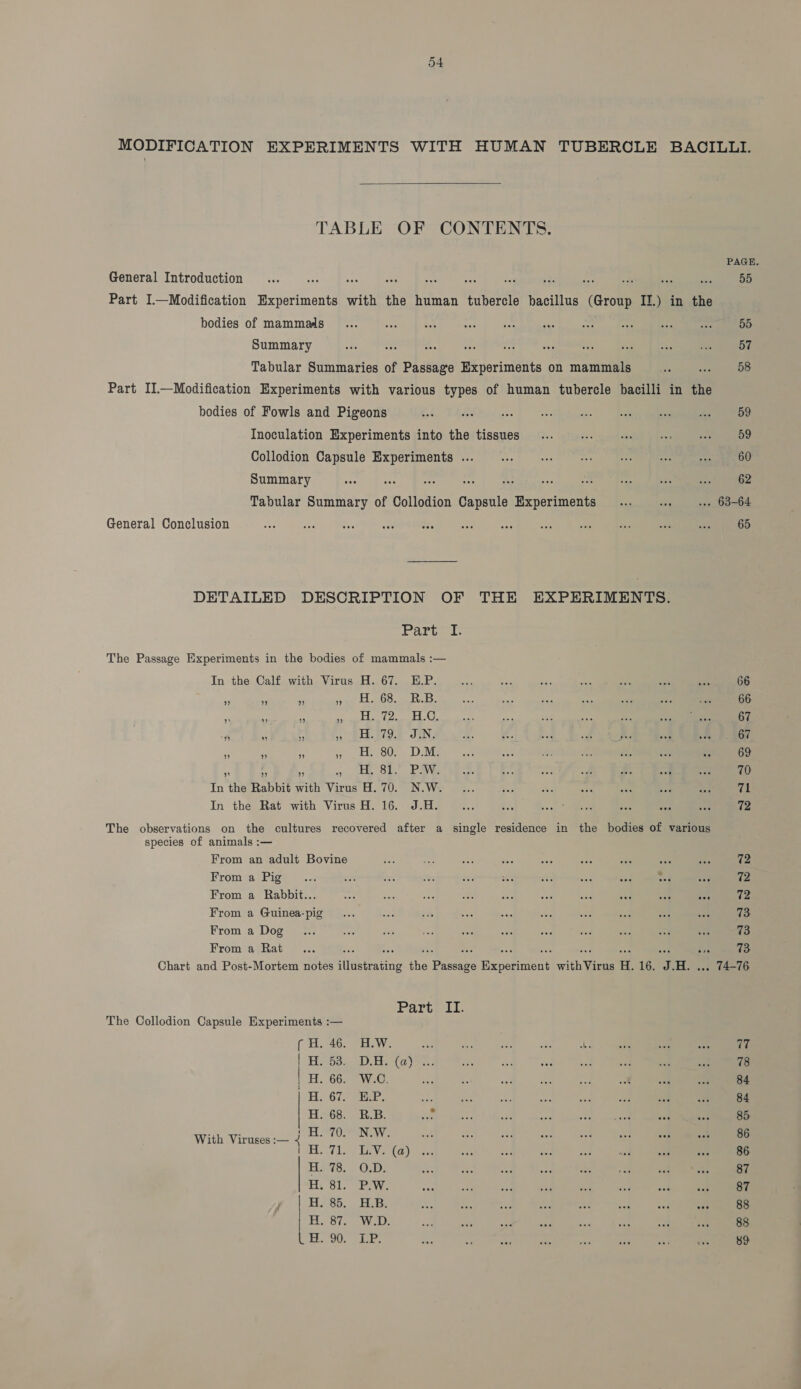 54
MODIFICATION EXPERIMENTS WITH HUMAN TUBERCLE BACILLI.
TABLE OF CONTENTS.
PAGE.
General Introduction ... ... ... ... ... ... ... ... ... ... ... ... 55
Part I.—Modification Experiments with the human tubercle bacillus (Group II.) in the
bodies of mammals ... ... ... ... ... ... ... ... ... ... 55
Summary ... ... ... ... ... ... ... ... ... 57
Tabular Summaries of Passage Experiments on mammals ... ... 58
Part II.—Modification Experiments with various types of human tubercle bacilli in the
bodies of Fowls and Pigeons ... ... ... ... ... ... ... ... 59
Inoculation Experiments into the tissues ... ... ... ... ... 59
Collodion Capsule Experiments ... ... ... ... ... ... ... 60
Summary ... ... ... ... ... ... ... ... ... 62
Tabular Summary of Collodion Capsule Experiments ... ... ... 63-64
General Conclusion ... ... ... ... ... ... ... ... ... ... ... ... 65
DETAILED DESCRIPTION OF THE EXPERIMENTS.
Part I.
The Passage Experiments in the bodies of mammals :—
In the Calf with Virus H. 67. E.P. ... ... ... ... ... ... ... 66
„ „ „ „ H. 68. R.B. ... ... ... ... ... ... ... 66
„ „ „ „ H. 72. H.C. ... ... ... ... ... ... ... 67
„ „ „ „ H. 79. J.N. ... ... ... ... ... ... ... 67
„ „ „ „ H. 80. D.M. ... ... ... ... ... ... ... 69
„ „ „ „ H. 81. P.W. ... ... ... ... ... ... ... 70
In the Rabbit with Virus H. 70. N.W. ... ... ... ... ... ... ... 71
In the Rat with Virus H. 16. J.H. ... ... ... ... ... ... ... 72
The observations on the cultures recovered after a single residence in the bodies of various
species of animals :—
From an adult Bovine ... ... ... ... ... ... ... ... ... 72
From a Pig ... ... ... ... ... ... ... ... ... ... ... 72
From a Rabbit... ... ... ... ... ... ... ... ... ... ... 72
From a Guinea-pig ... ... ... ... ... ... ... ... ... ... 73
From a Dog ... ... ... ... ... ... ... ... ... ... ... 73
From a Rat ... ... ... ... ... ... ... ... ... ... ... 73
Chart and Post-Mortem notes illustrating the Passage Experiment with Virus H. 16. J.H. ... 74-76
Part II.
The Collodion Capsule Experiments :—
With Viruses :—
H. 46. H.W. ... ... ... ... ... ... ... ... 77
H. 53. D.H. (a) ... ... ... ... ... ... ... ... 78
H. 66. W.C. ... ... ... ... ... ... ... ... 84
H. 67. E.P. ... ... ... ... ... ... ... ... 84
H. 68. R.B. ... ... ... ... ... ... ... ... 85
H. 70. N.W. ... ... ... ... ... ... ... ... 86
H. 71. L.V. (a) ... ... ... ... ... ... ... ... 86
H. 78. O.D. ... ... ... ... ... ... ... ... 87
H. 81. P.W. ... ... ... ... ... ... ... ... 87
H. 85. H.B. ... ... ... ... ... ... ... ... 88
H. 87. W.D. ... ... ... ... ... ... ... ... 88
H. 90. I.P. ... ... ... ... ... ... ... ... 89